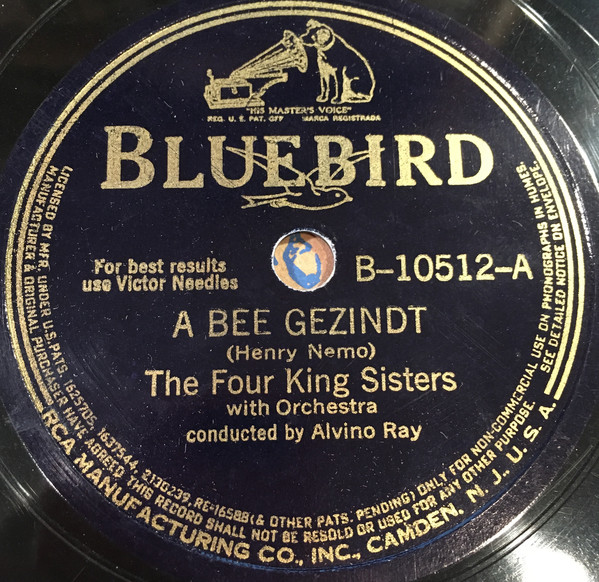 "HIS MASTER'S VOICE"
REG. U. S. PAT. OFF. MARCA REGISTRADA
BLUEBIRD
For best results
use Victor Needles
B-10512-A
A BEE GEZINDT
(Henry Nemo)
The Four King Sisters
with Orchestra
conducted by Alvino Ray
LICENSED BY MFR. UNDER U.S. PATS. 1625705, 1637544, 2130239, RE-16588 (& OTHER PATS. PENDING) ONLY FOR NON-COMMERCIAL USE ON PHONOGRAPHS IN HOMES.
MANUFACTURER & ORIGINAL PURCHASER HAVE AGREED THIS RECORD SHALL NOT BE RESOLD OR USED FOR ANY OTHER PURPOSE. SEE DETAILED NOTICE ON ENVELOPE.
RCA MANUFACTURING CO., INC., CAMDEN. N. J., U. S. A.